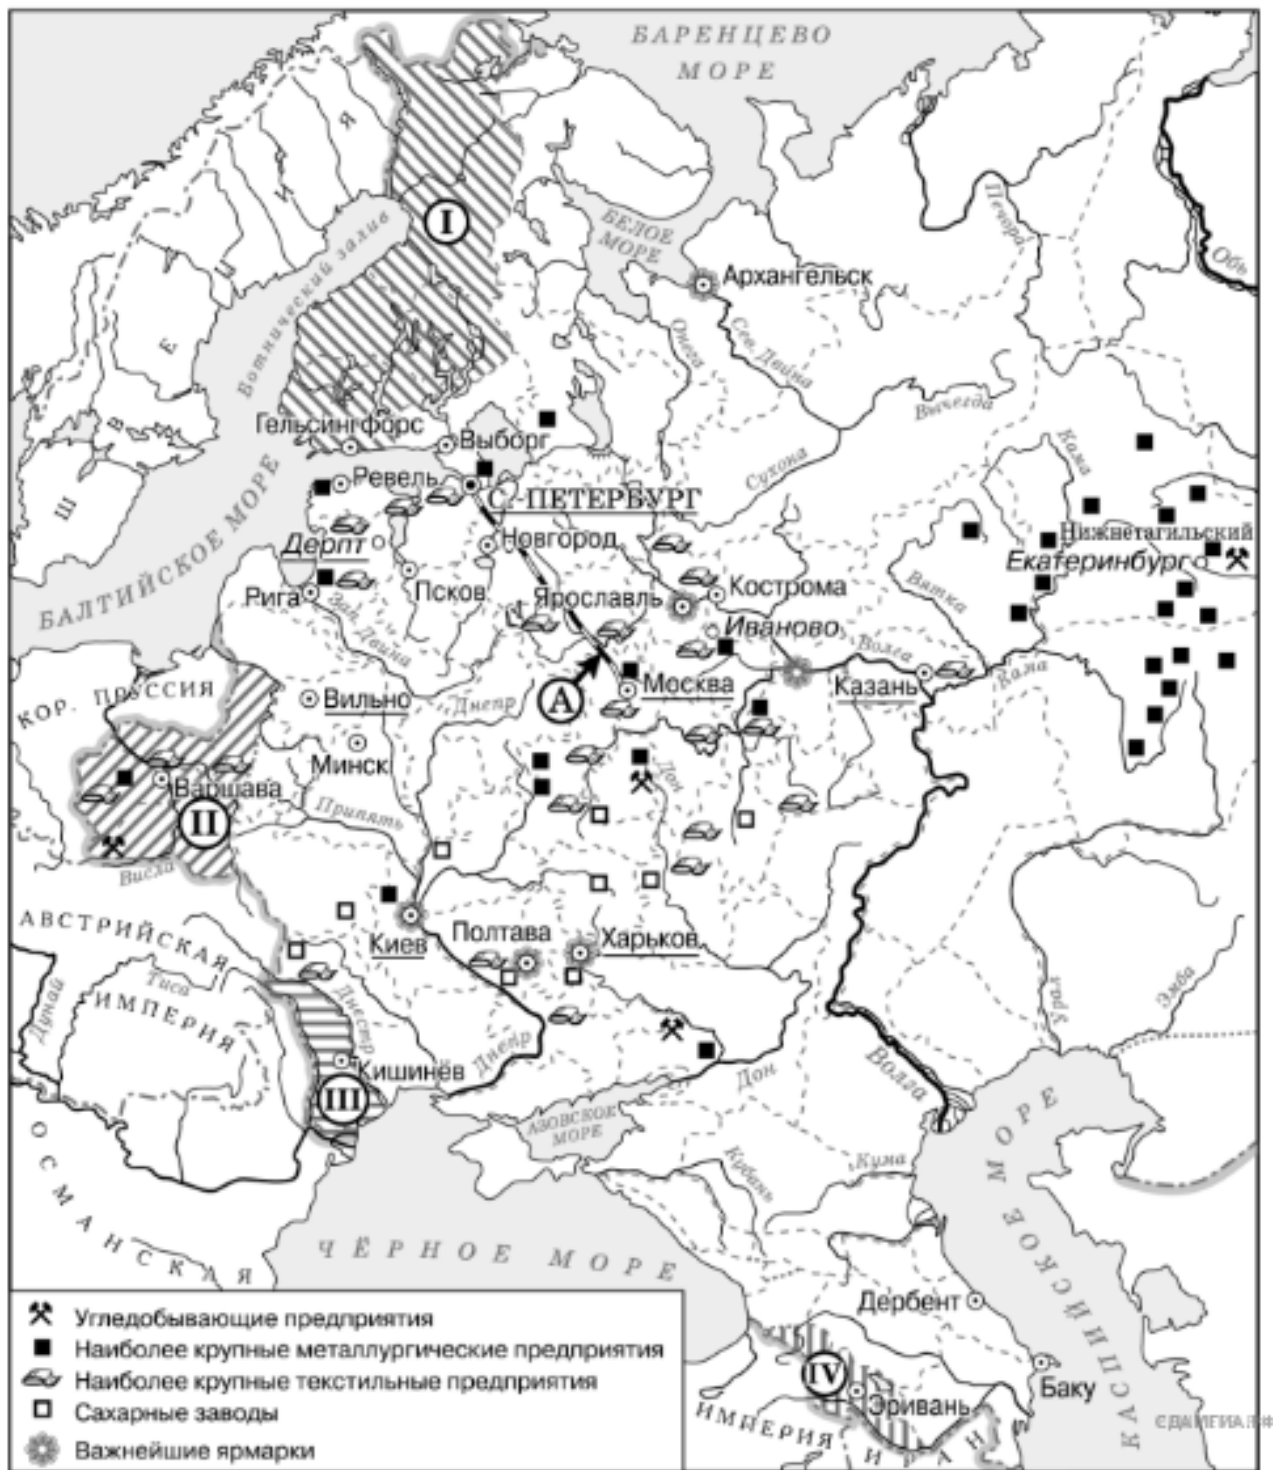 БАРЕНЦЕВО
МОРЕ
ШВЕЦИЯ
Ботнический залив
I
БЕЛОЕ
МОРЕ
Архангельск
Печора
Обь
Онега
Сев. Двина
Вычегда
Сухона
Кама
Гельсингфорс
Выборг
Ревель
С.-ПЕТЕРБУРГ
БАЛТИЙСКОЕ МОРЕ
Дерпт
Новгород
Нижнетагильский
Екатеринбург
Рига
Псков
Зап. Двина
Ярославль
Кострома
Иваново
Вятка
Волга
Кама
КОР. ПРУССИЯ
Вильно
Днепр
А
Москва
Казань
Минск
Дон
Варшава
II
Припять
Висла
АВСТРИЙСКАЯ
ИМПЕРИЯ
Киев
Полтава
Харьков
Дунай
Тиса
Днестр
Днепр
Урал
Эмба
Кишинёв
III
Дон
Волга
АЗОВСКОЕ
МОРЕ
Кубань
Кума
ОСМАНСКАЯ
ЧЁРНОЕ МОРЕ
КАСПИЙСКОЕ МОРЕ
Дербент
IV
Эривань
Баку
ИМПЕРИЯ
ИРАН
Угледобывающие предприятия
Наиболее крупные металлургические предприятия
Наиболее крупные текстильные предприятия
Сахарные заводы
Важнейшие ярмарки